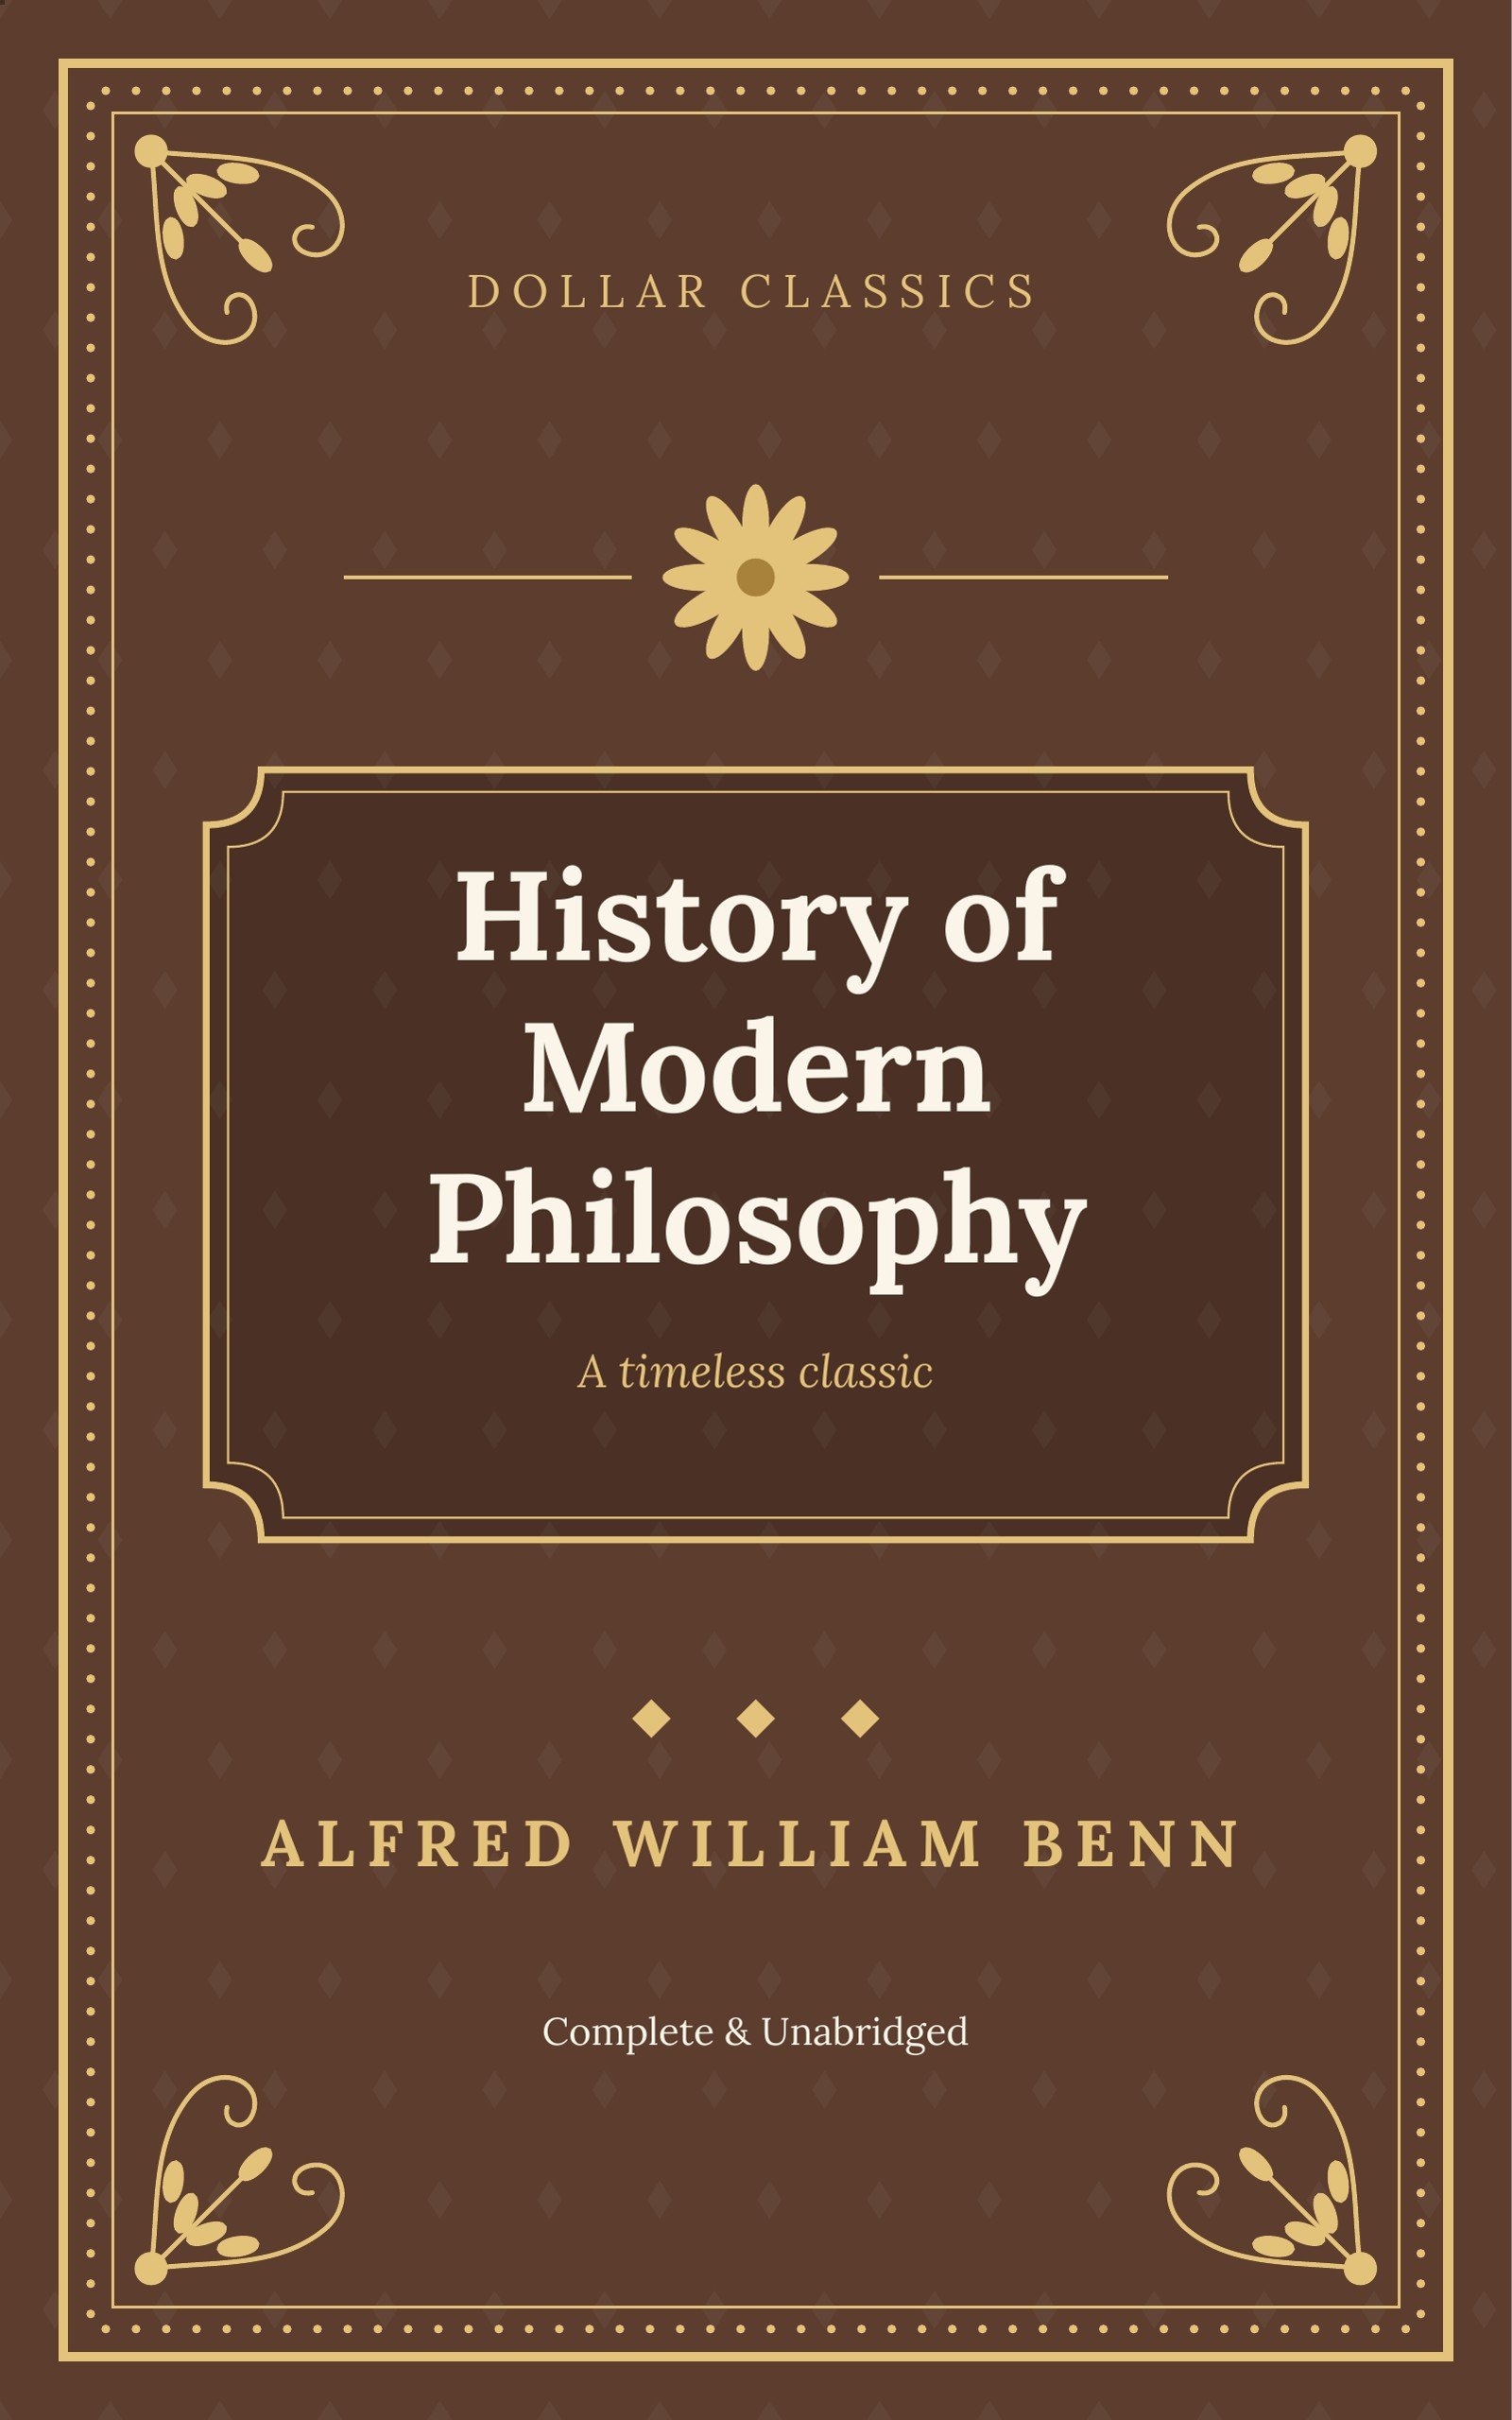 DOLLAR CLASSICS
History of
Modern
Philosophy
A timeless classic
ALFRED WILLIAM BENN
Complete & Unabridged